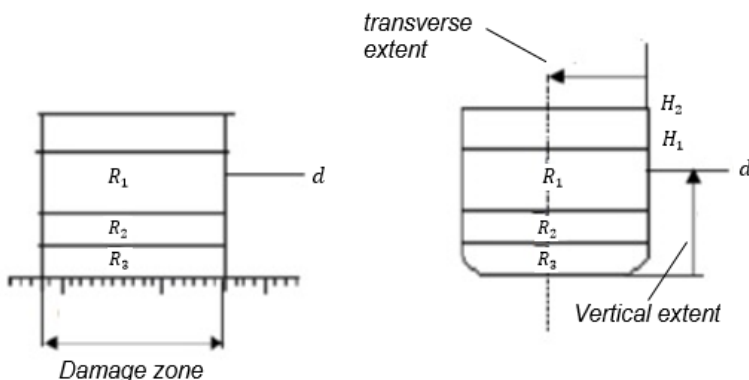 transverse
extent
H₂
H₁
R₁
d
R₂
R₃
Damage zone
R₁
d
R₂
R₃
Vertical extent